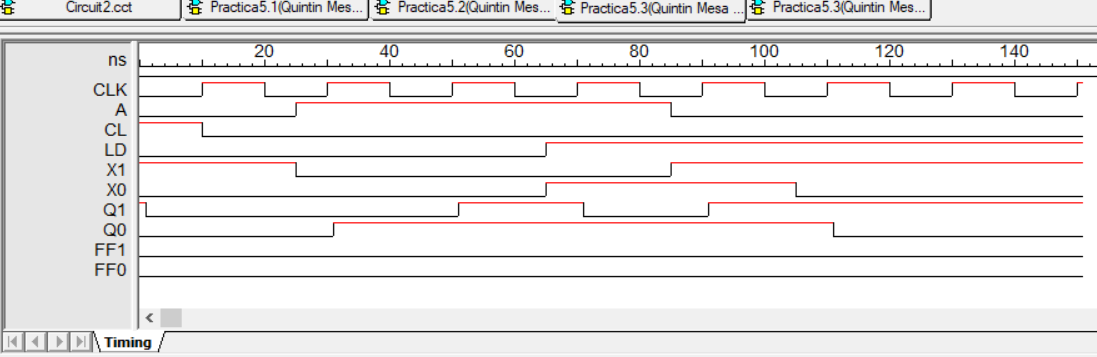 Circuit2.cct Practica5.1(Quintin Mes... Practica5.2(Quintin Mes... Practica5.3(Quintin Mesa ... Practica5.3(Quintin Mes...
ns 20 40 60 80 100 120 140
CLK
A
CL
LD
X1
X0
Q1
Q0
FF1
FF0
Timing